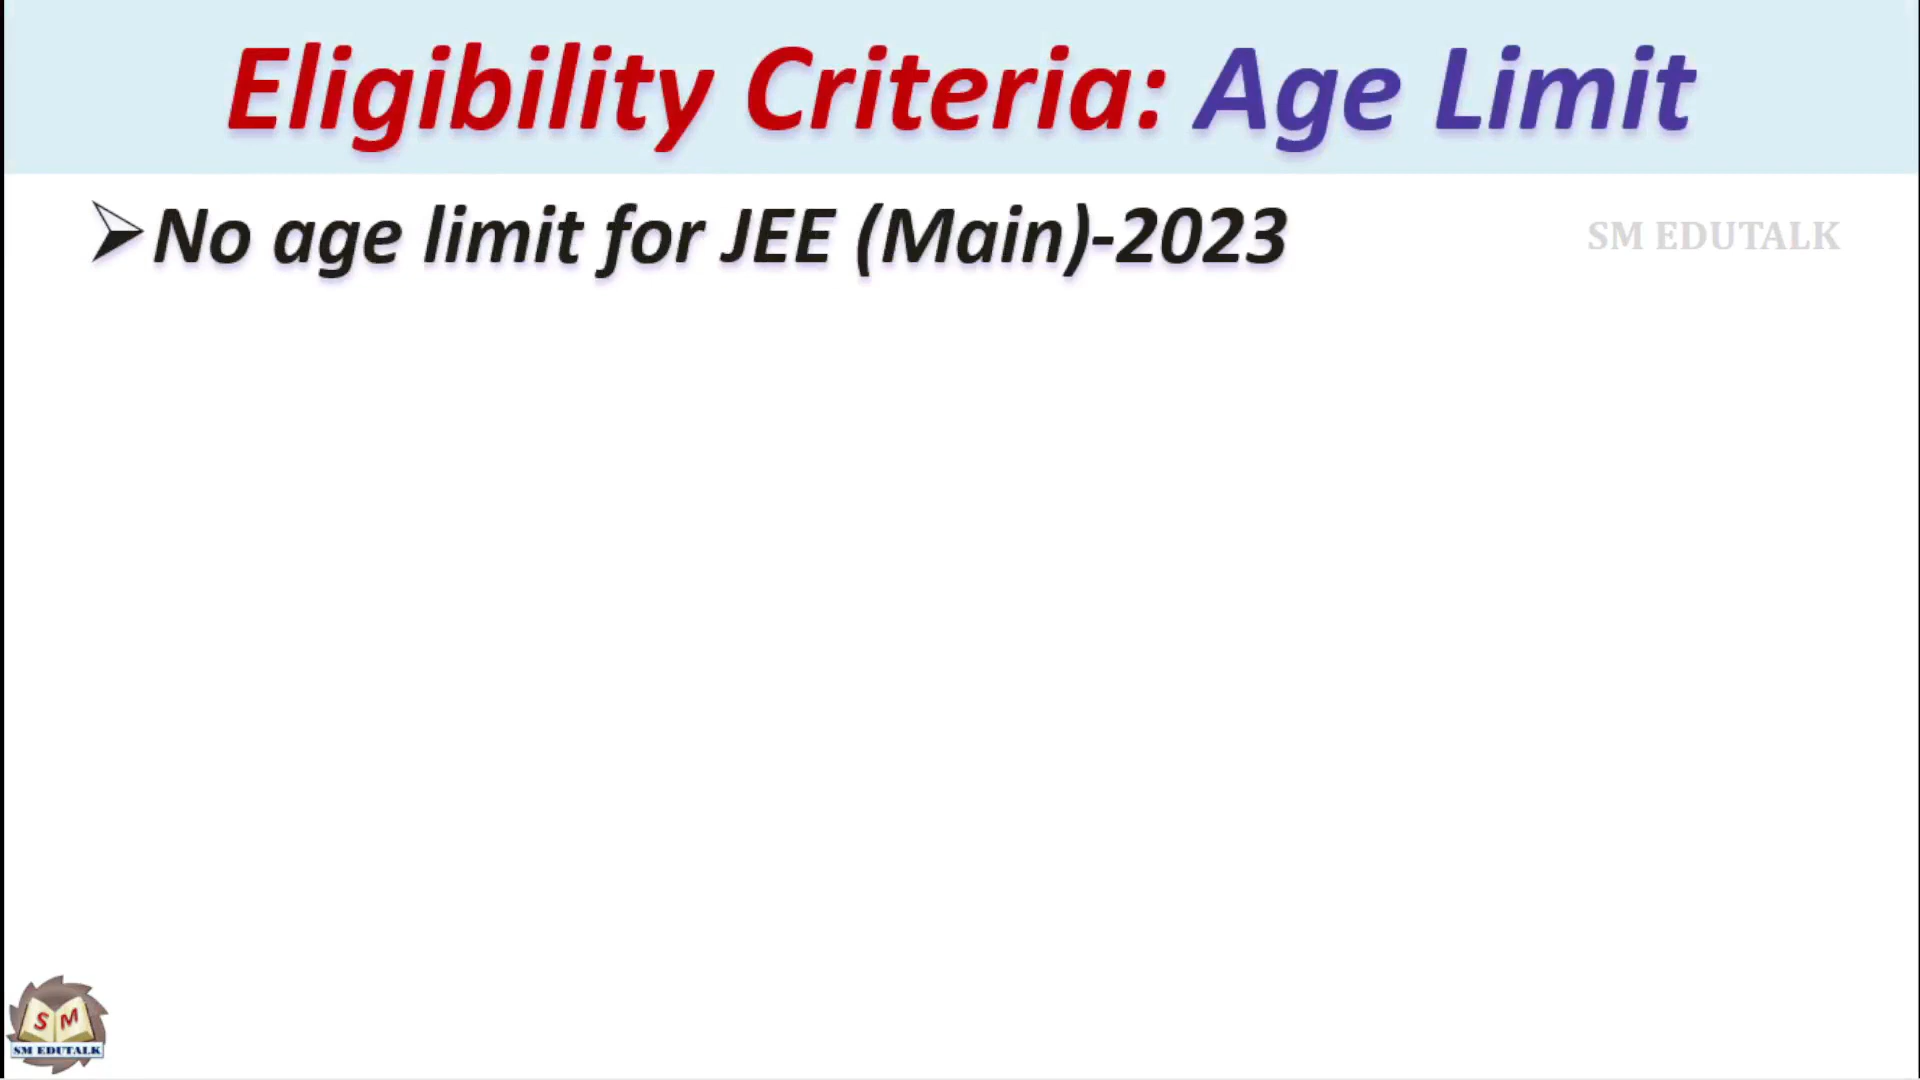 Eligibility Criteria: Age Limit
➢No age limit for JEE (Main)-2023
SM EDUTALK
S M
SM EDUTALK